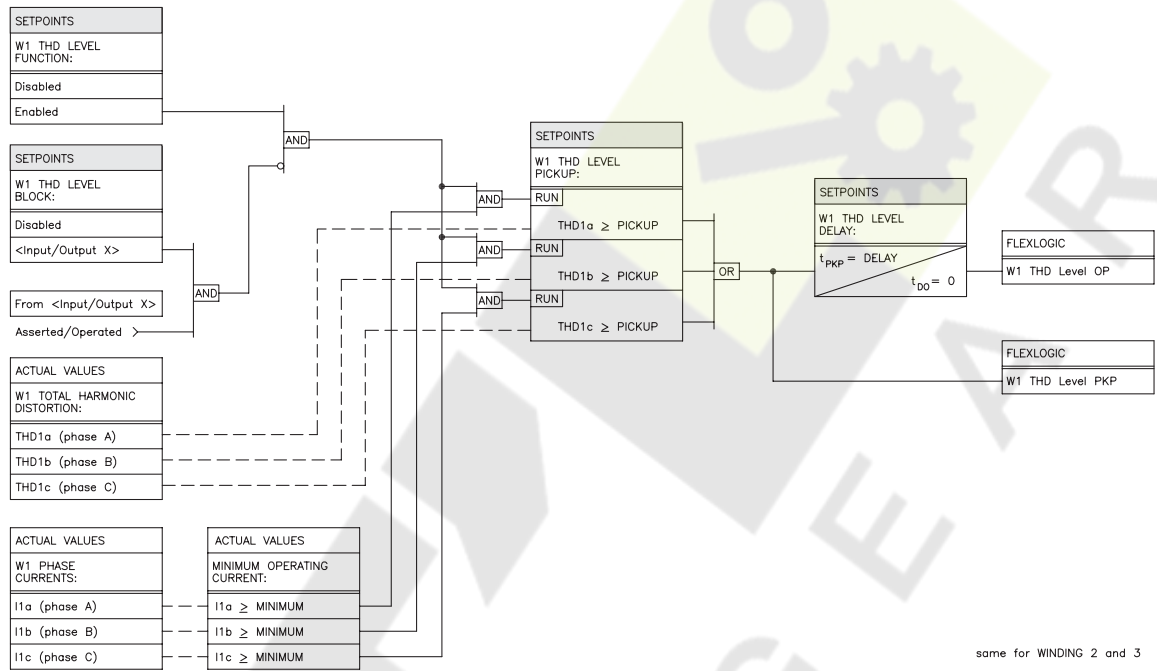 SETPOINTS
W1 THD LEVEL
FUNCTION:
Disabled
Enabled
AND
SETPOINTS
W1 THD LEVEL
BLOCK:
Disabled
<Input/Output X>
From <Input/Output X>
Asserted/Operated
AND
ACTUAL VALUES
W1 TOTAL HARMONIC
DISTORTION:
THD1a (phase A)
THD1b (phase B)
THD1c (phase C)
ACTUAL VALUES
W1 PHASE
CURRENTS:
I1a (phase A)
I1b (phase B)
I1c (phase C)
ACTUAL VALUES
MINIMUM OPERATING
CURRENT:
I1a ≥ MINIMUM
I1b ≥ MINIMUM
I1c ≥ MINIMUM
AND
AND
AND
SETPOINTS
W1 THD LEVEL
PICKUP:
RUN
THD1a ≥ PICKUP
RUN
THD1b ≥ PICKUP
RUN
THD1c ≥ PICKUP
OR
SETPOINTS
W1 THD LEVEL
DELAY:
tPKP = DELAY
tDO = 0
FLEXLOGIC
W1 THD Level OP
FLEXLOGIC
W1 THD Level PKP
same for WINDING 2 and 3